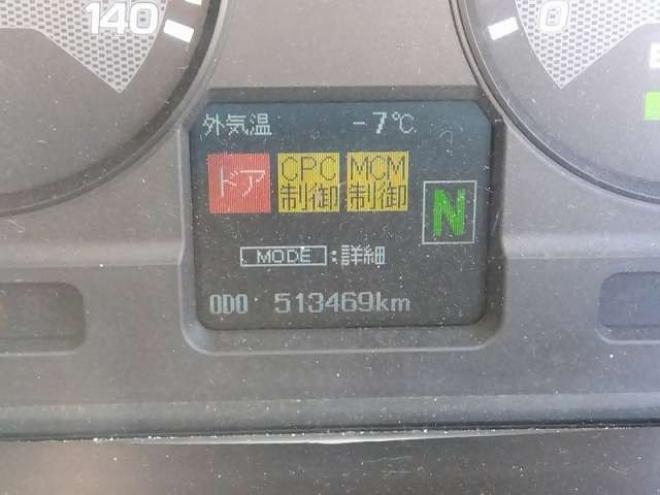 140
0
外気温 -7℃
ドア CPC制御 MCM制御 N
MODE:詳細
ODO 513469km